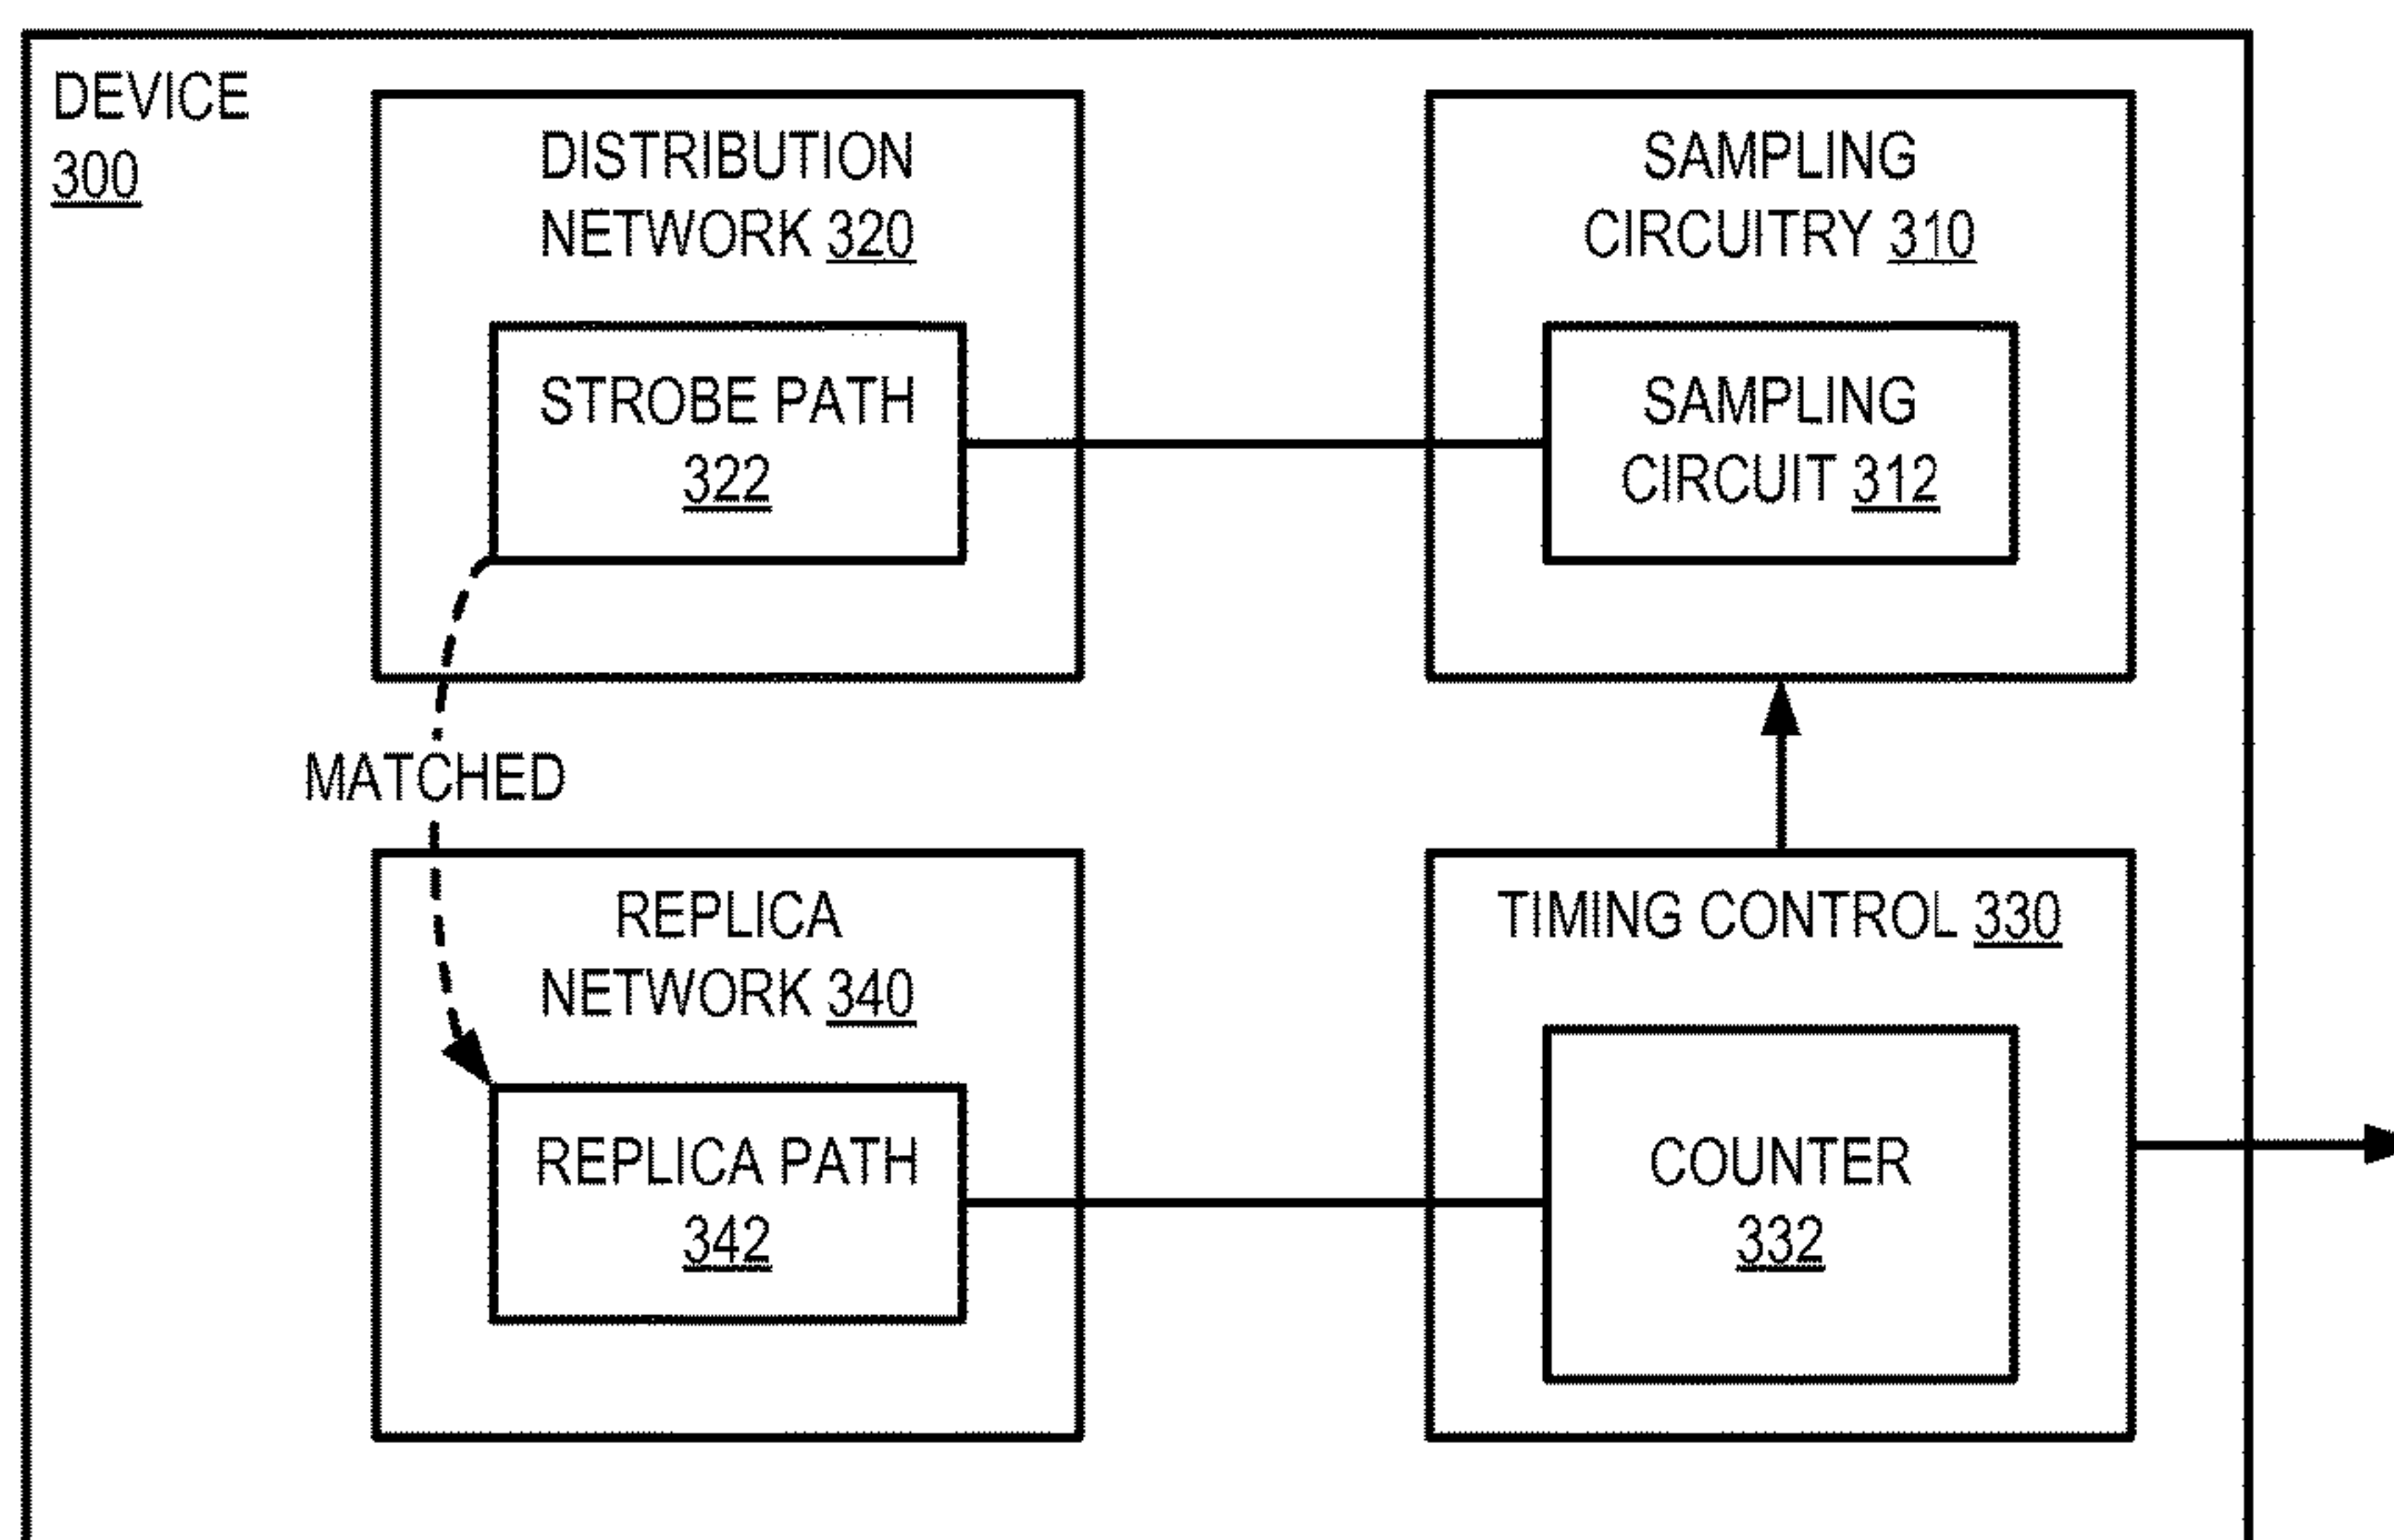 DEVICE
300
DISTRIBUTION
NETWORK 320
STROBE PATH
322
SAMPLING
CIRCUITRY 310
SAMPLING
CIRCUIT 312
MATCHED
REPLICA
NETWORK 340
REPLICA PATH
342
TIMING CONTROL 330
COUNTER
332